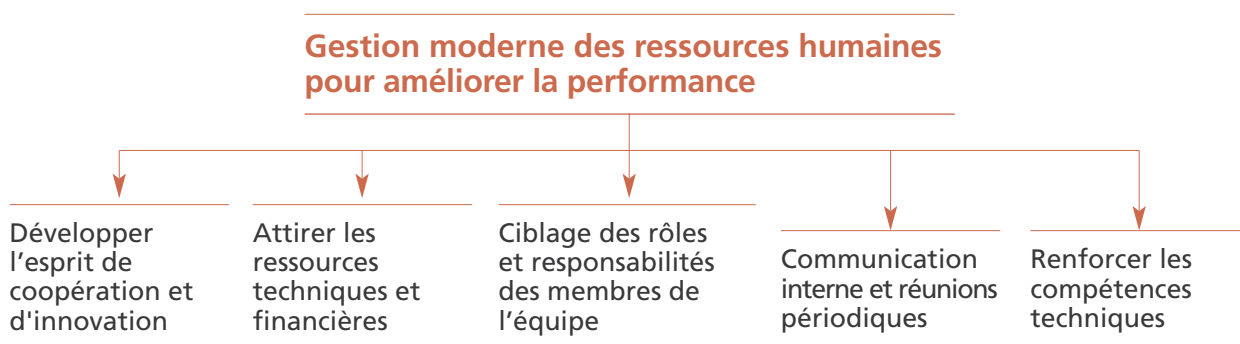 Gestion moderne des ressources humaines
pour améliorer la performance
Développer
l’esprit de
coopération et
d'innovation
Attirer les
ressources
techniques et
financières
Ciblage des rôles
et responsabilités
des membres de
l’équipe
Communication
interne et réunions
périodiques
Renforcer les
compétences
techniques